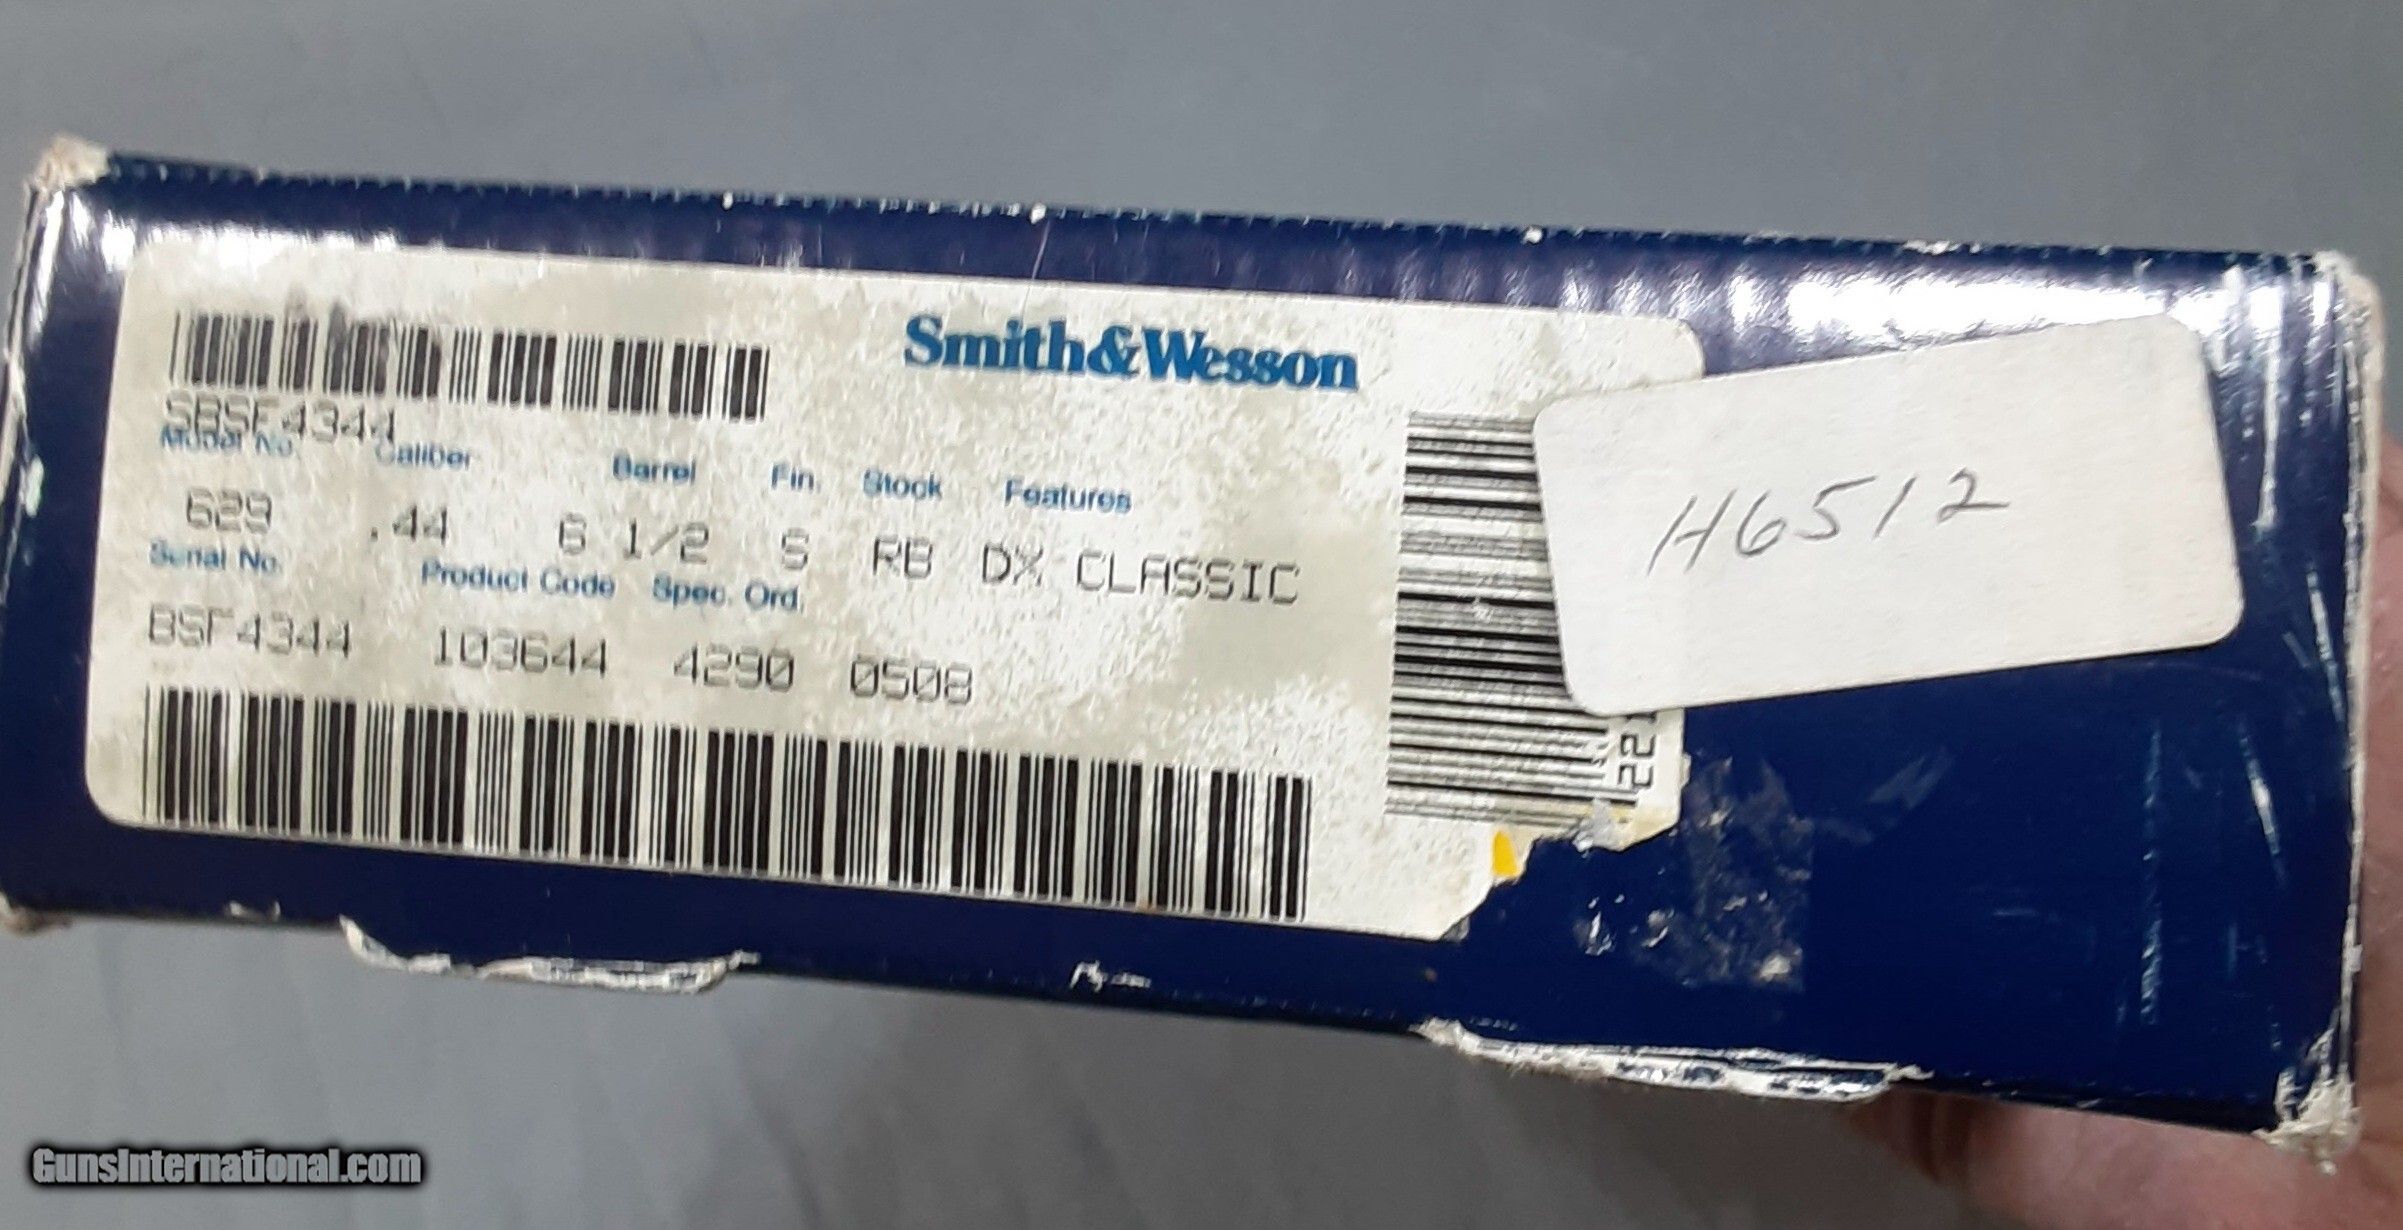 Smith&Wesson
SBSF4344
Model No. Caliber Barrel Fin. Stock Features
629 .44 6 1/2 S RB DX CLASSIC
Serial No. Product Code Spec. Ord.
BSF4344 103644 4290 0508
H6512
GunsInternational.com